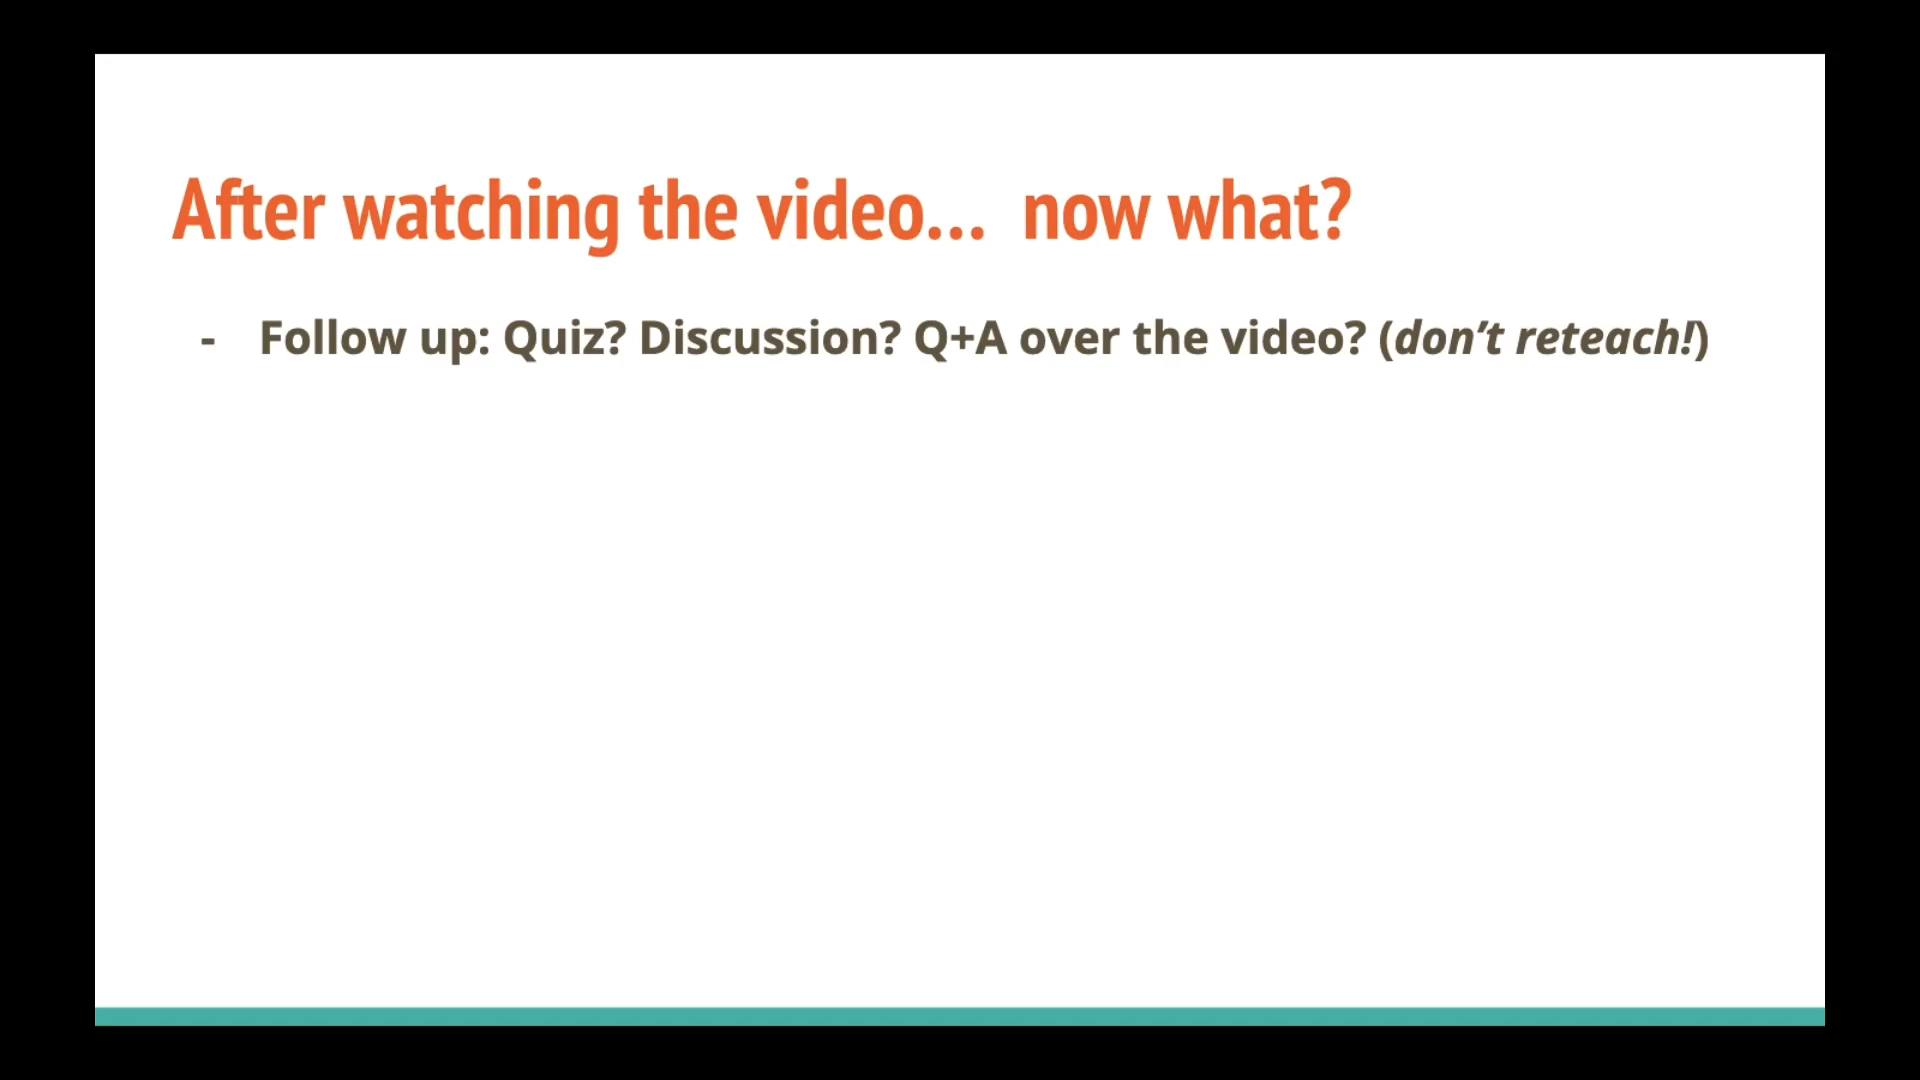 After watching the video... now what?
- Follow up: Quiz? Discussion? Q+A over the video? (don't reteach!)